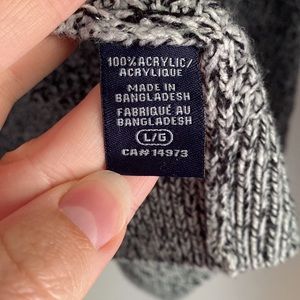 100% ACRYLIC/
ACRYLIQUE
MADE IN
BANGLADESH
FABRIQUÉ AU
BANGLADESH
L/G
CA# 14973